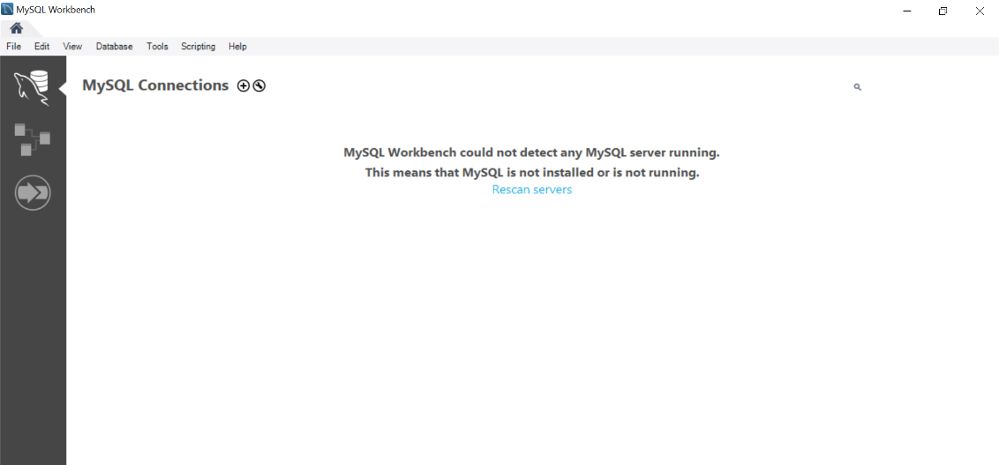 MySQL Workbench
File Edit View Database Tools Scripting Help
MySQL Connections
MySQL Workbench could not detect any MySQL server running.
This means that MySQL is not installed or is not running.
Rescan servers